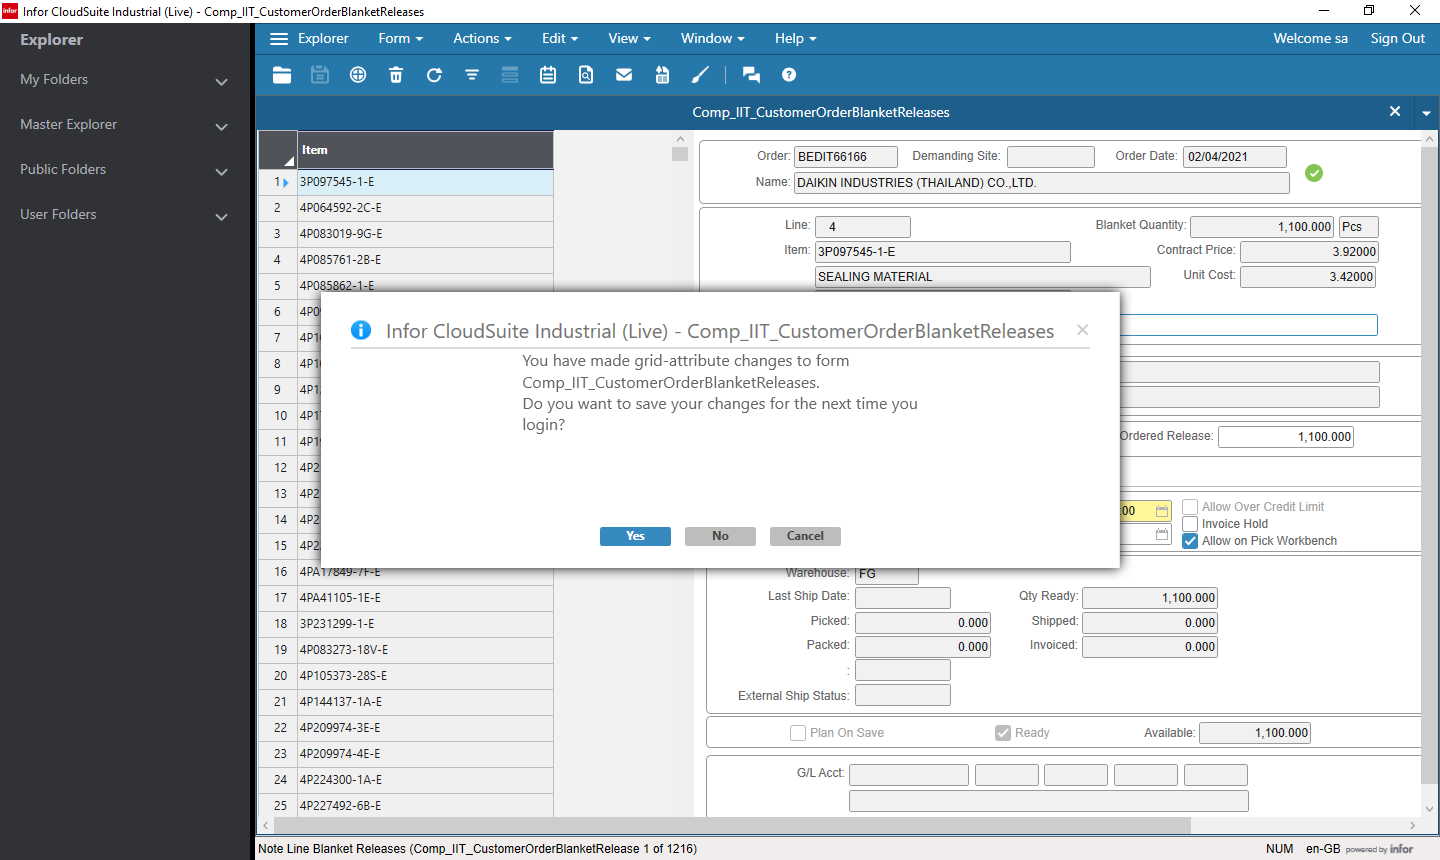 infor Infor CloudSuite Industrial (Live) - Comp_IIT_CustomerOrderBlanketReleases
Explorer
My Folders
Master Explorer
Public Folders
User Folders
Explorer Form Actions Edit View Window Help Welcome sa Sign Out
Comp_IIT_CustomerOrderBlanketReleases
Item
1 3P097545-1-E
2 4P064592-2C-E
3 4P083019-9G-E
4 4P085761-2B-E
5 4P085862-1-E
6
7
8
9
10
11
12
13
14
15
16 4PA17849-7F-E
17 4PA41105-1E-E
18 3P231299-1-E
19 4P083273-18V-E
20 4P105373-28S-E
21 4P144137-1A-E
22 4P209974-3E-E
23 4P209974-4E-E
24 4P224300-1A-E
25 4P227492-6B-E
Order: BEDIT66166 Demanding Site: Order Date: 02/04/2021
Name: DAIKIN INDUSTRIES (THAILAND) CO.,LTD.
Line: 4 Blanket Quantity: 1,100.000 Pcs
Item: 3P097545-1-E Contract Price: 3.92000
SEALING MATERIAL Unit Cost: 3.42000
Infor CloudSuite Industrial (Live) - Comp_IIT_CustomerOrderBlanketReleases
You have made grid-attribute changes to form
Comp_IIT_CustomerOrderBlanketReleases.
Do you want to save your changes for the next time you
login?
Yes No Cancel
Ordered Release: 1,100.000
:00 Allow Over Credit Limit
Invoice Hold
Allow on Pick Workbench
Warehouse: FG
Last Ship Date: Qty Ready: 1,100.000
Picked: 0.000 Shipped: 0.000
Packed: 0.000 Invoiced: 0.000
:
External Ship Status:
Plan On Save Ready Available: 1,100.000
G/L Acct:
Note Line Blanket Releases (Comp_IIT_CustomerOrderBlanketRelease 1 of 1216) NUM en-GB powered by infor